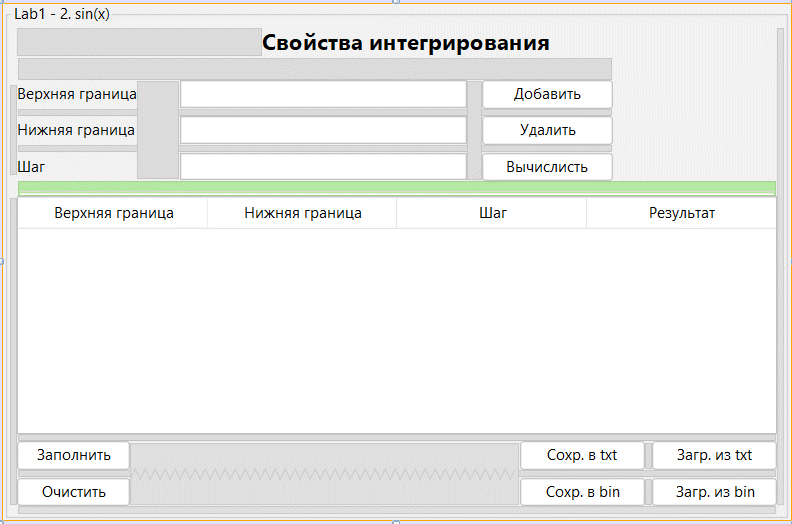 Lab1 - 2. sin(x)
Свойства интегрирования
Верхняя граница Добавить
Нижняя граница Удалить
Шаг Вычислисть
Верхняя граница Нижняя граница Шаг Результат
Заполнить Сохр. в txt Загр. из txt
Очистить Сохр. в bin Загр. из bin